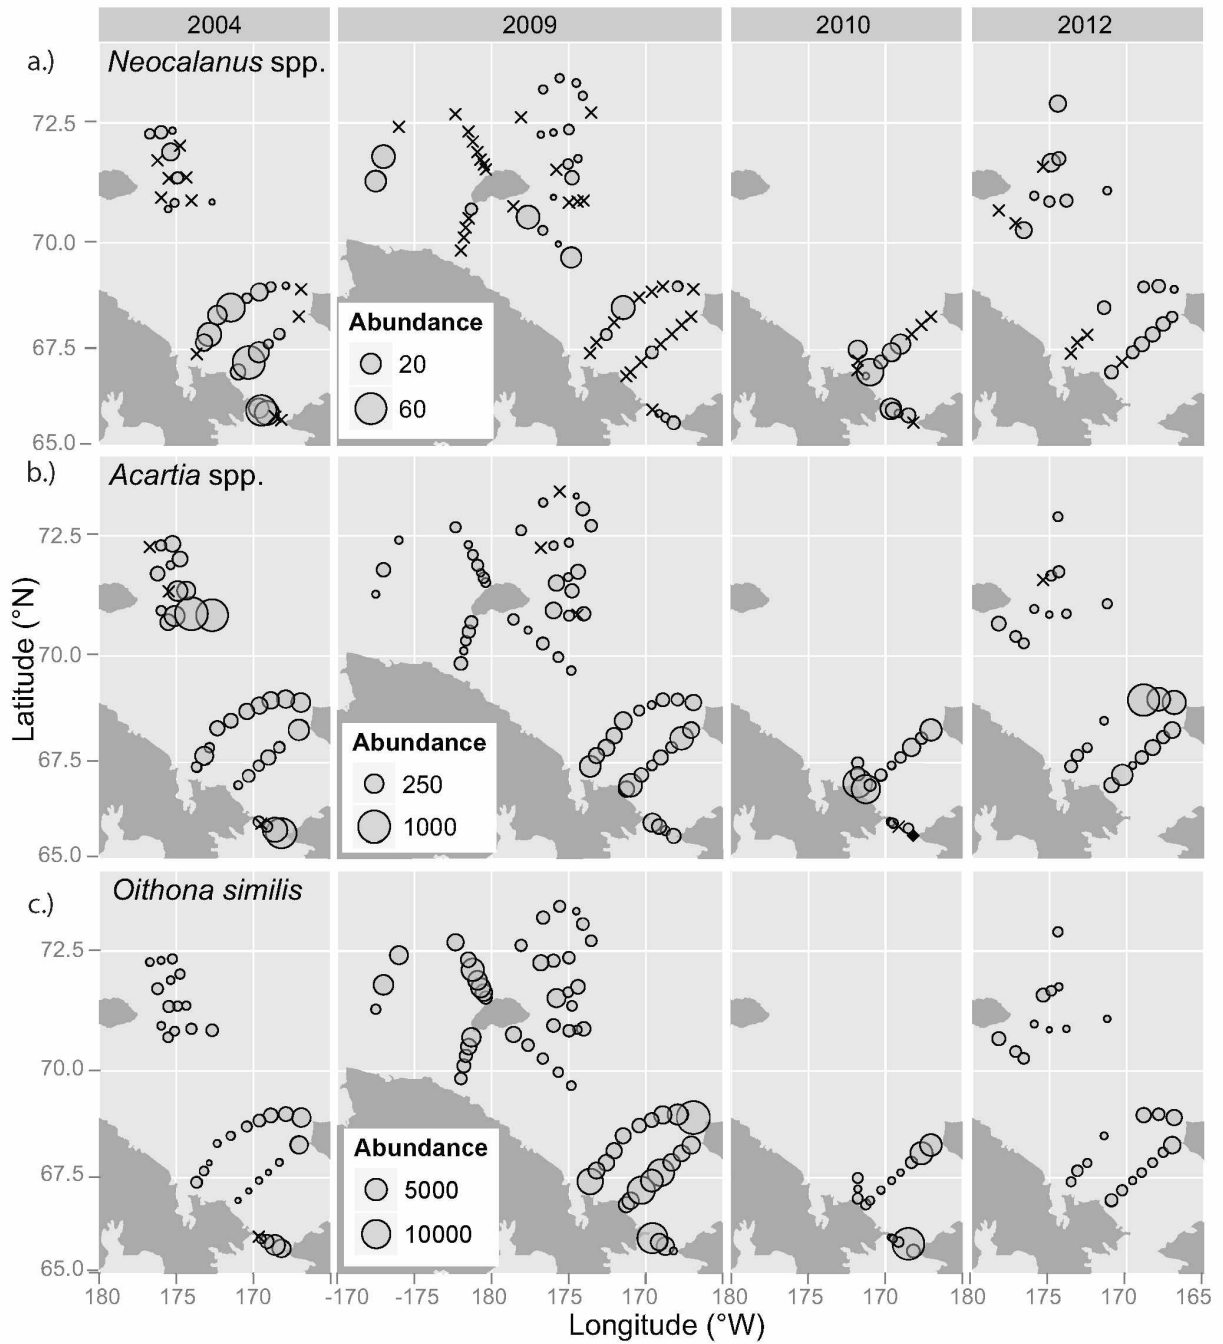 2004 2009 2010 2012
a.) Neocalanus spp.
72.5
70.0
67.5
65.0
Abundance
20
60
b.) Acartia spp.
72.5
70.0
67.5
65.0
Abundance
250
1000
Latitude (°N)
c.) Oithona similis
72.5
70.0
67.5
65.0
Abundance
5000
10000
180 175 170 -170 -175 180 175 170 180 175 170 180 175 170 165
Longitude (°W)